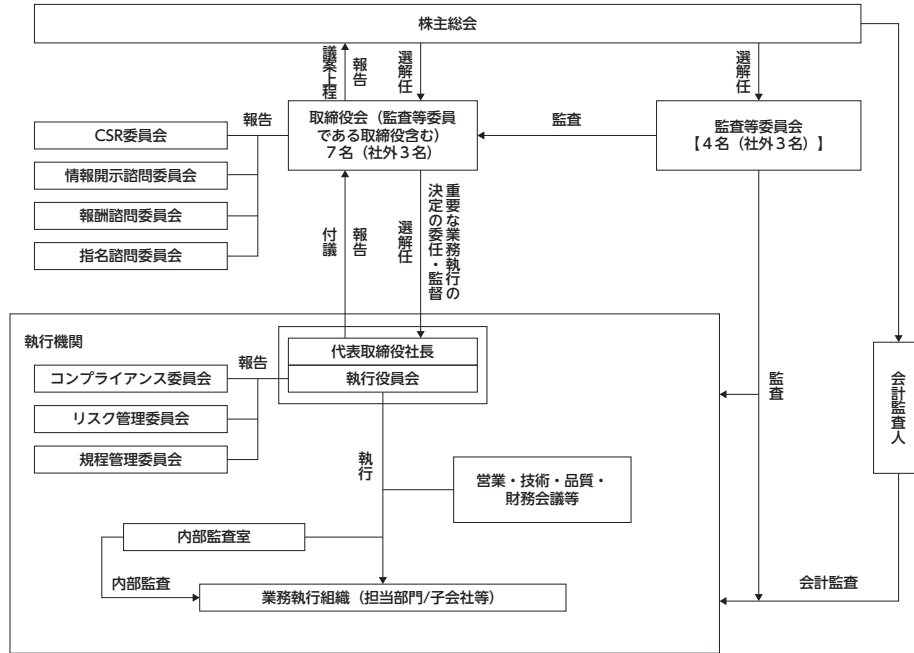 株主総会
議案上程
報告
選解任
選解任
取締役会（監査等委員
である取締役含む）
７名（社外３名）
監査
監査等委員会
【４名（社外３名）】
報告
CSR委員会
情報開示諮問委員会
報酬諮問委員会
指名諮問委員会
付議
報告
選解任
重要な業務執行の
決定の委任・監督
執行機関
代表取締役社長
執行役員会
報告
コンプライアンス委員会
リスク管理委員会
規程管理委員会
監査
会計監査人
執行
営業・技術・品質・
財務会議等
内部監査室
内部監査
業務執行組織（担当部門/子会社等）
会計監査